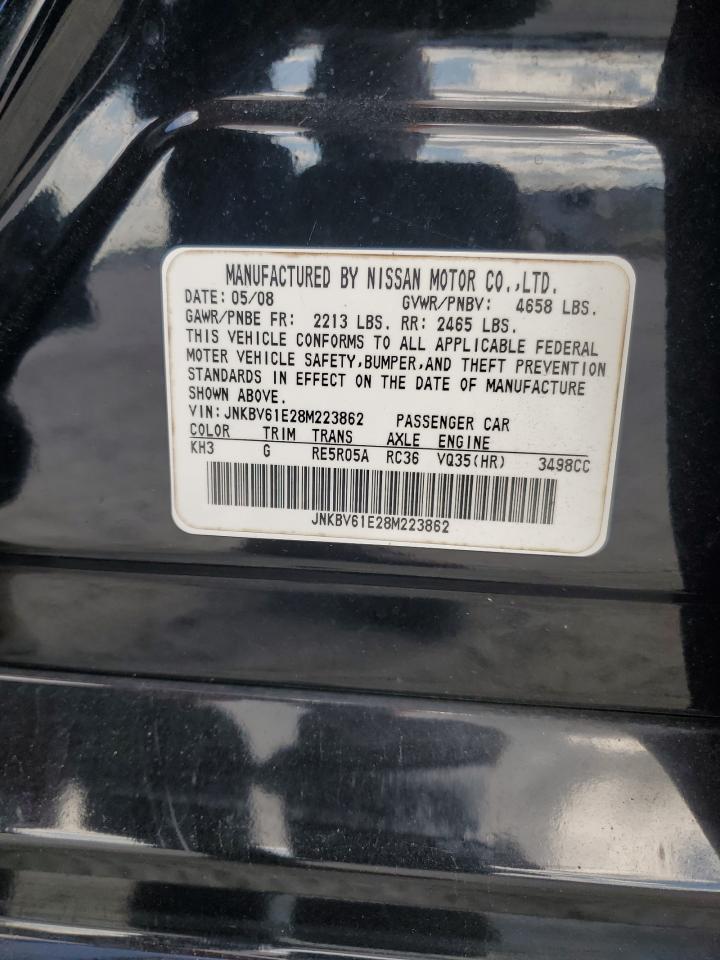 MANUFACTURED BY NISSAN MOTOR CO.,LTD.
DATE: 05/08 GVWR/PNBV: 4658 LBS.
GAWR/PNBE FR: 2213 LBS. RR: 2465 LBS.
THIS VEHICLE CONFORMS TO ALL APPLICABLE FEDERAL
MOTER VEHICLE SAFETY,BUMPER,AND THEFT PREVENTION
STANDARDS IN EFFECT ON THE DATE OF MANUFACTURE
SHOWN ABOVE.
VIN: JNKBV61E28M223862 PASSENGER CAR
COLOR TRIM TRANS AXLE ENGINE
KH3 G RE5R05A RC36 VQ35(HR) 3498CC
JNKBV61E28M223862